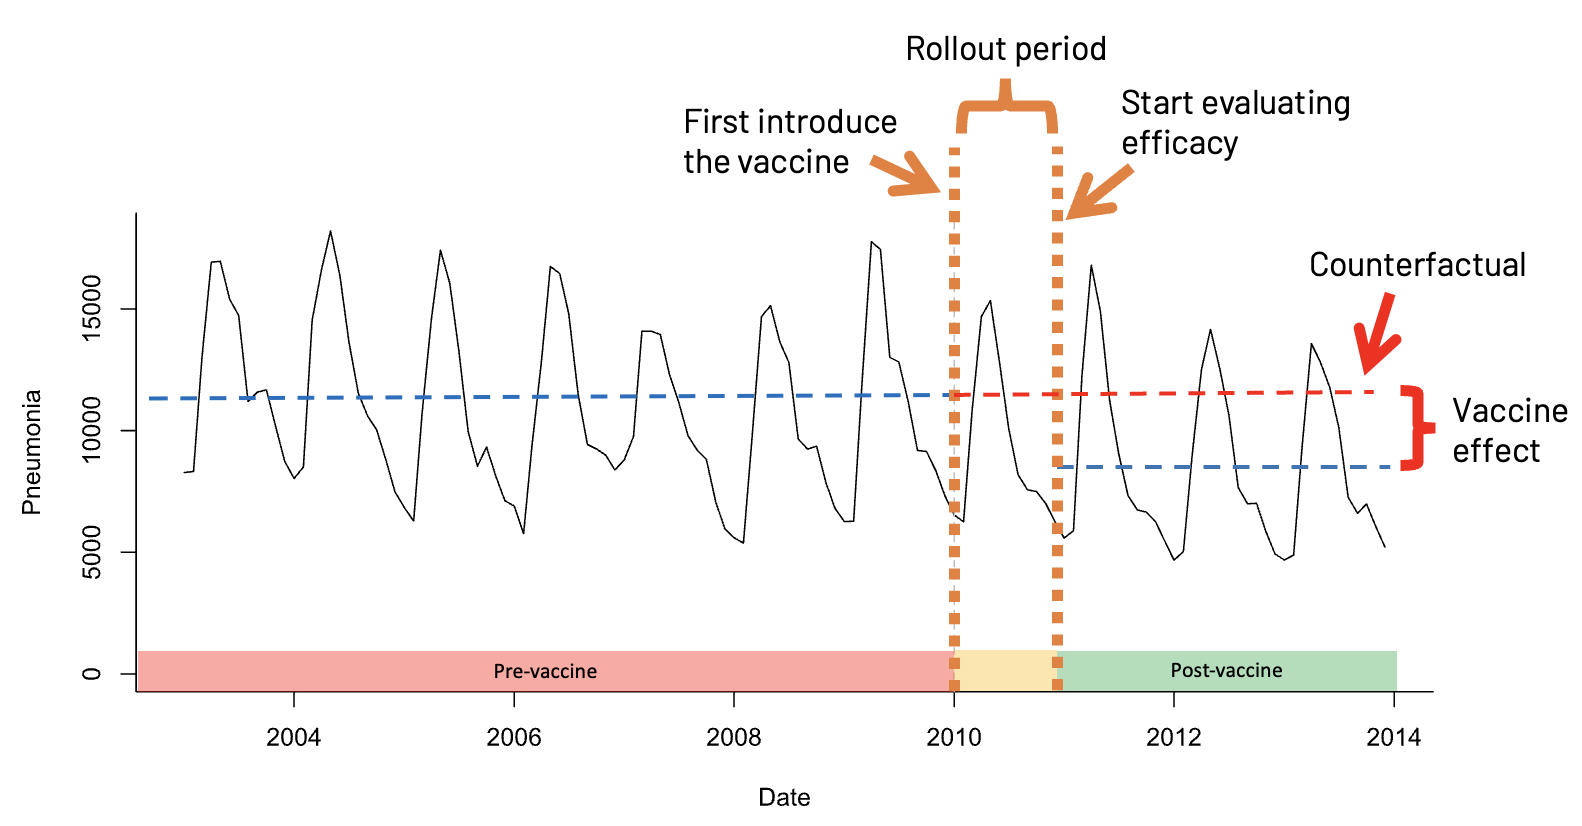 Rollout period
First introduce
the vaccine
Start evaluating
efficacy
Counterfactual
Vaccine
effect
Pneumonia
15000
10000
5000
0
Pre-vaccine
Post-vaccine
2004
2006
2008
2010
2012
2014
Date